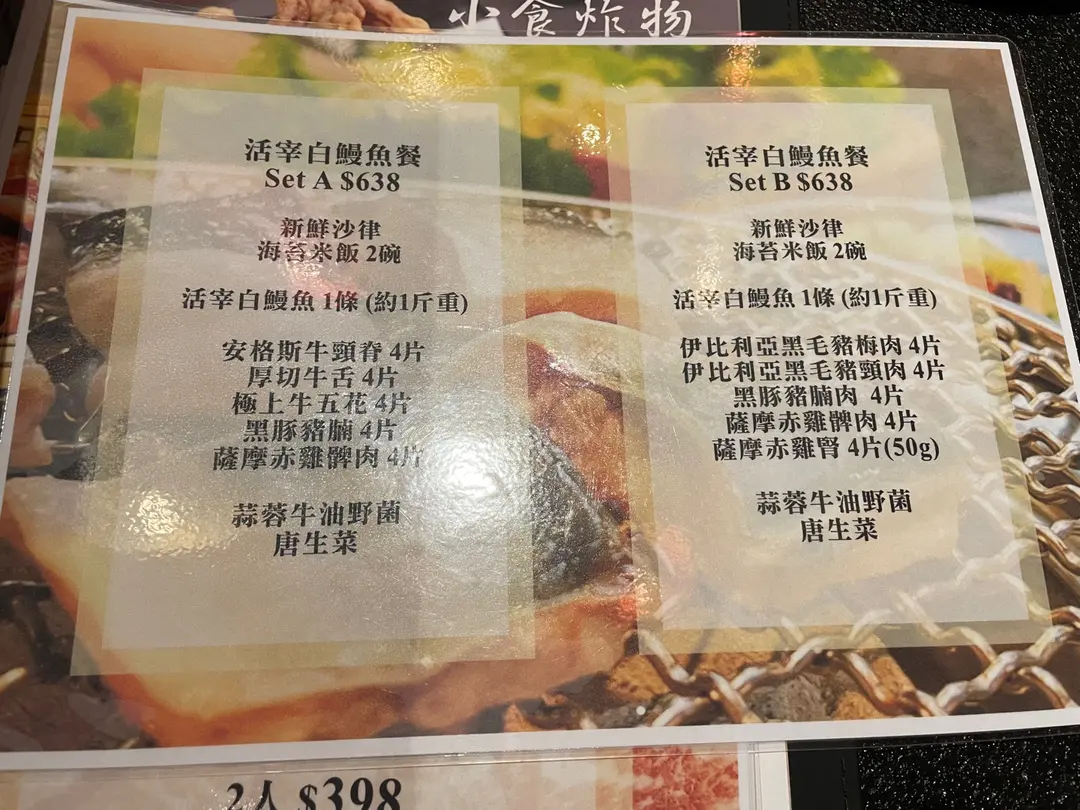 小食炸物
活宰白鰻魚餐
Set A $638
新鮮沙律
海苔米飯 2碗
活宰白鰻魚 1條 (約1斤重)
安格斯牛頸脊 4片
厚切牛舌 4片
極上牛五花 4片
黑豚豬腩 4片
薩摩赤雞髀肉 4片
蒜蓉牛油野菌
唐生菜
活宰白鰻魚餐
Set B $638
新鮮沙律
海苔米飯 2碗
活宰白鰻魚 1條 (約1斤重)
伊比利亞黑毛豬梅肉 4片
伊比利亞黑毛豬頸肉 4片
黑豚豬腩肉 4片
薩摩赤雞髀肉 4片
薩摩赤雞腎 4片(50g)
蒜蓉牛油野菌
唐生菜
2人 $398